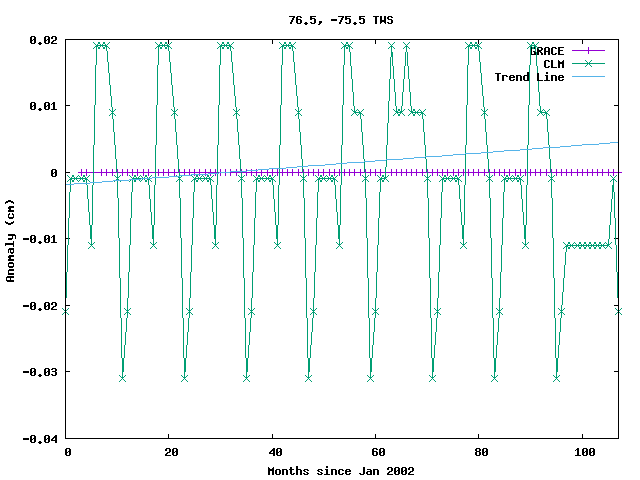 76.5, -75.5 TWS
GRACE
CLM
Trend Line
0.02
0.01
0
-0.01
-0.02
-0.03
-0.04
Anomaly (cm)
0 20 40 60 80 100
Months since Jan 2002